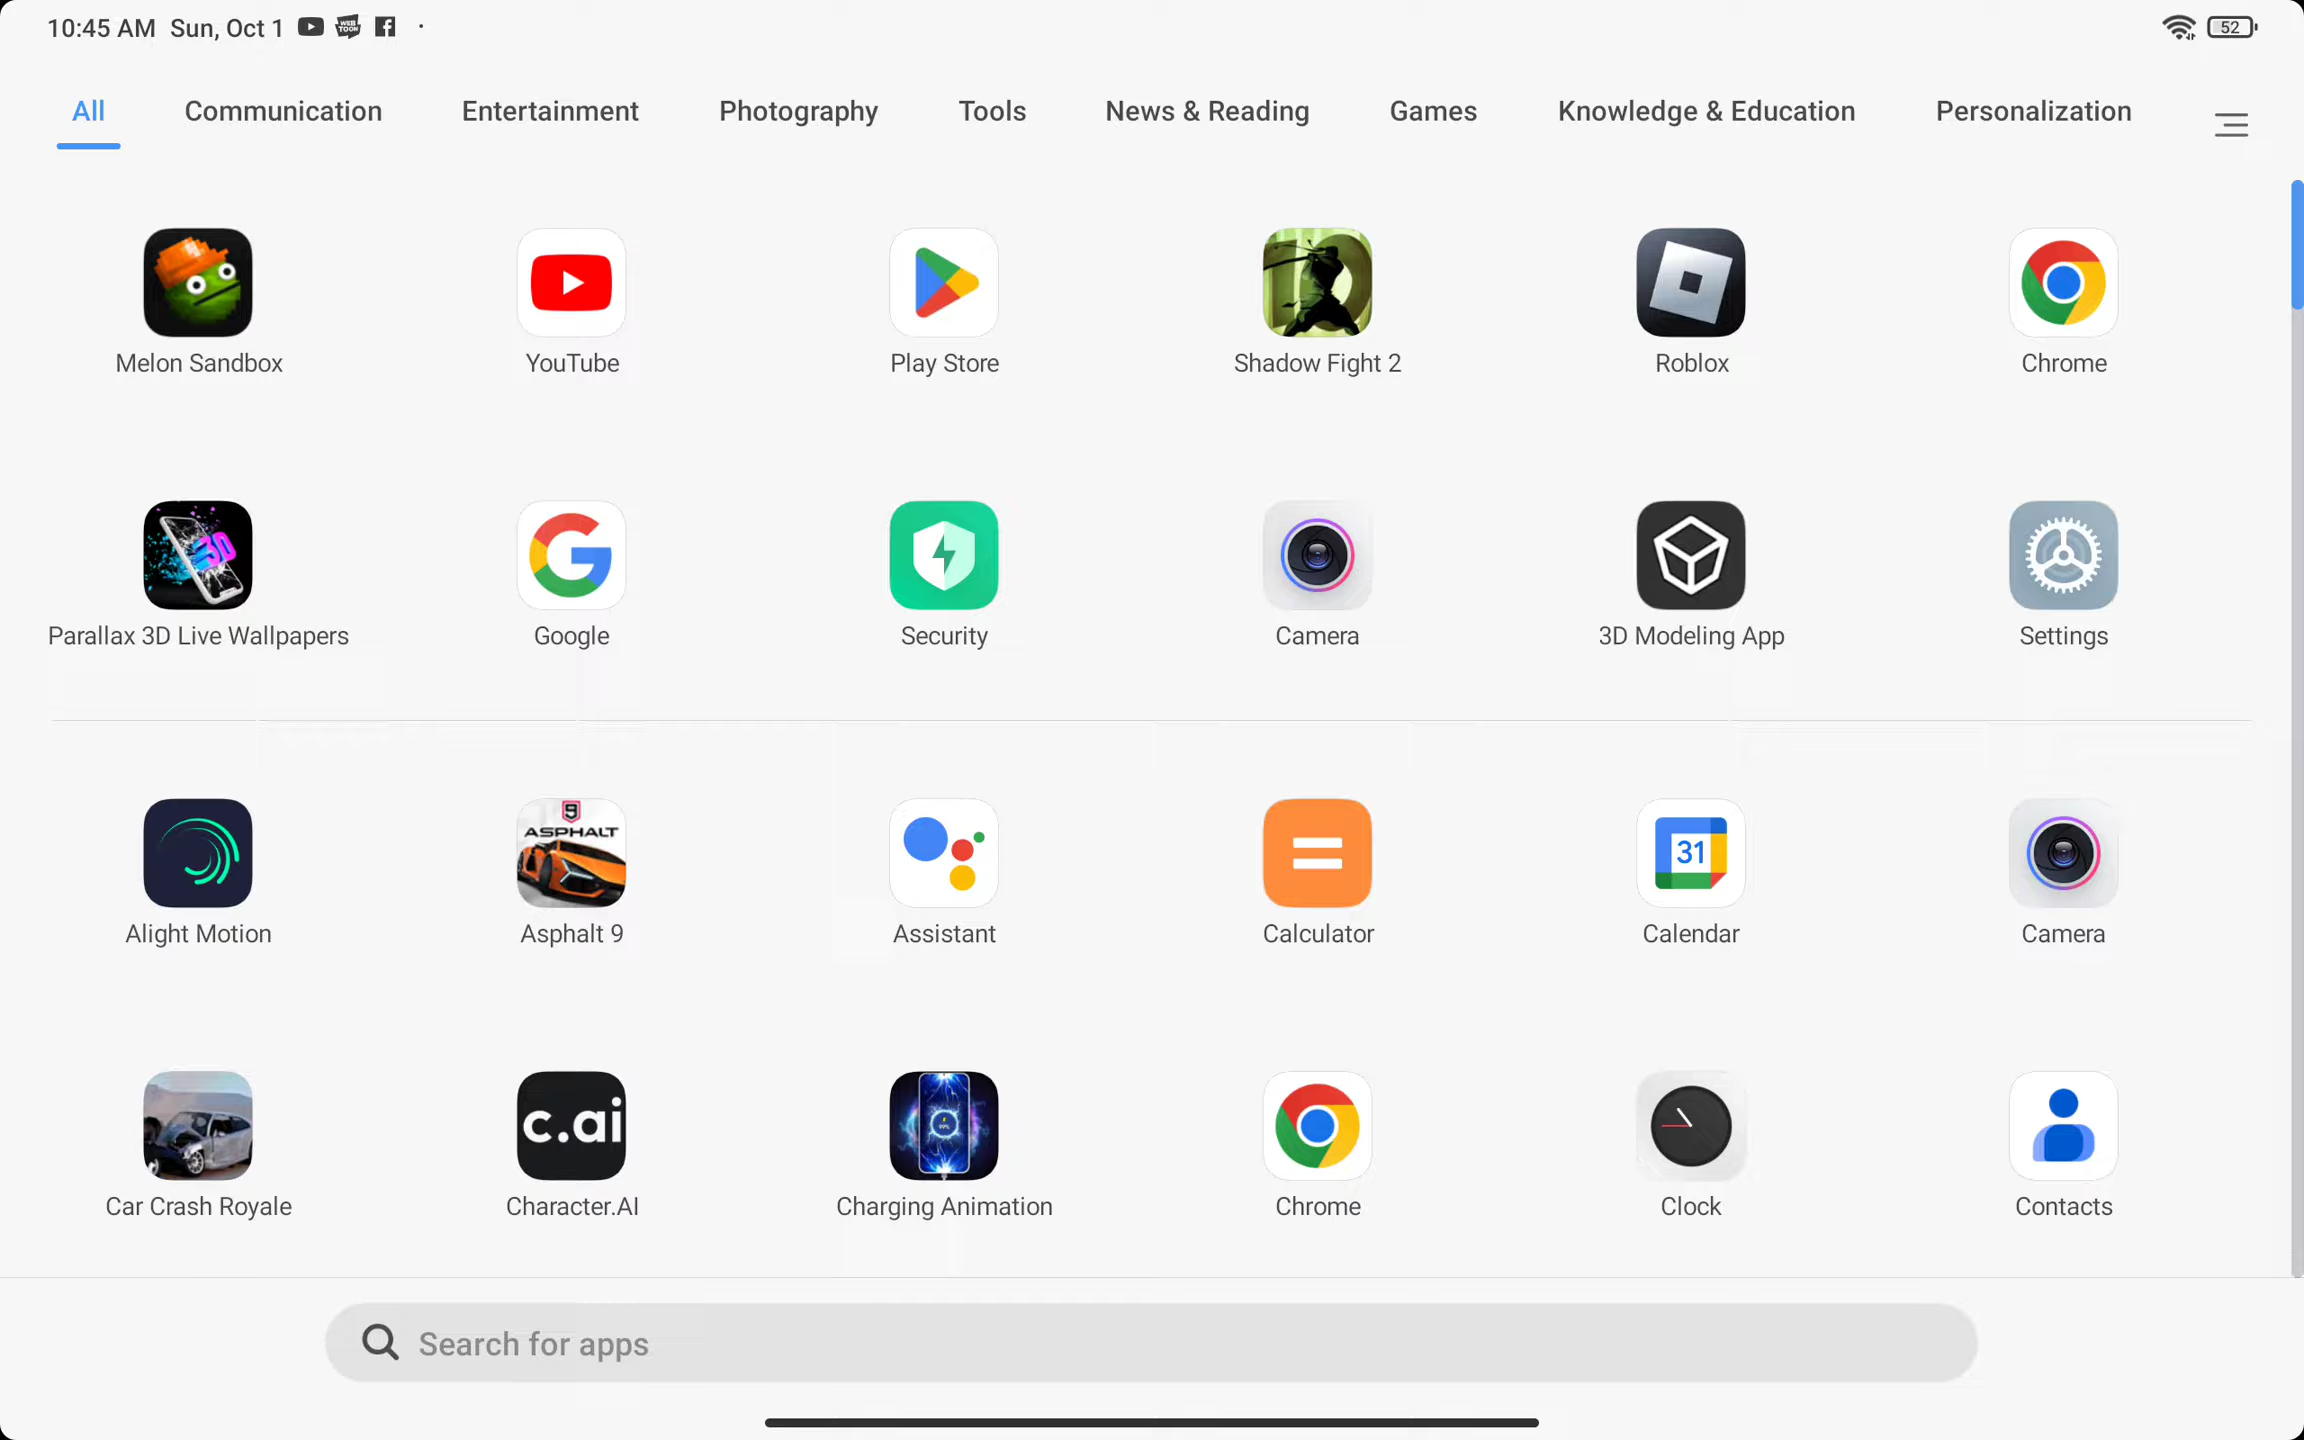 10:45 AM Sun, Oct 1 52
All Communication Entertainment Photography Tools News & Reading Games Knowledge & Education Personalization
Melon Sandbox YouTube Play Store Shadow Fight 2 Roblox Chrome
3D
Parallax 3D Live Wallpapers Google Security Camera 3D Modeling App Settings
9
ASPHALT
31
Alight Motion Asphalt 9 Assistant Calculator Calendar Camera
c.ai
Car Crash Royale Character.AI Charging Animation Chrome Clock Contacts
Search for apps